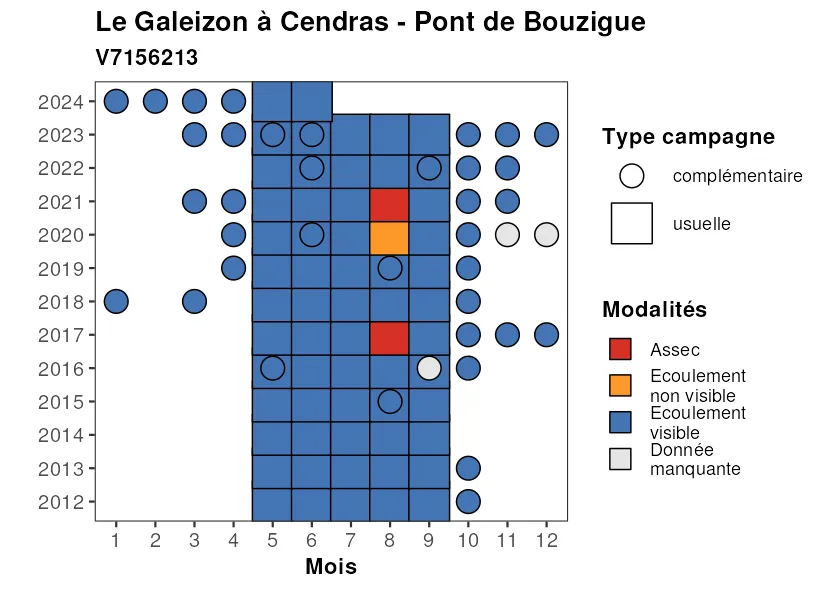 Le Galeizon à Cendras - Pont de Bouzigue
V7156213
2024
2023
2022
2021
2020
2019
2018
2017
2016
2015
2014
2013
2012
1 2 3 4 5 6 7 8 9 10 11 12
Mois
Type campagne
complémentaire
usuelle
Modalités
Assec
Ecoulement
non visible
Ecoulement
visible
Donnée
manquante